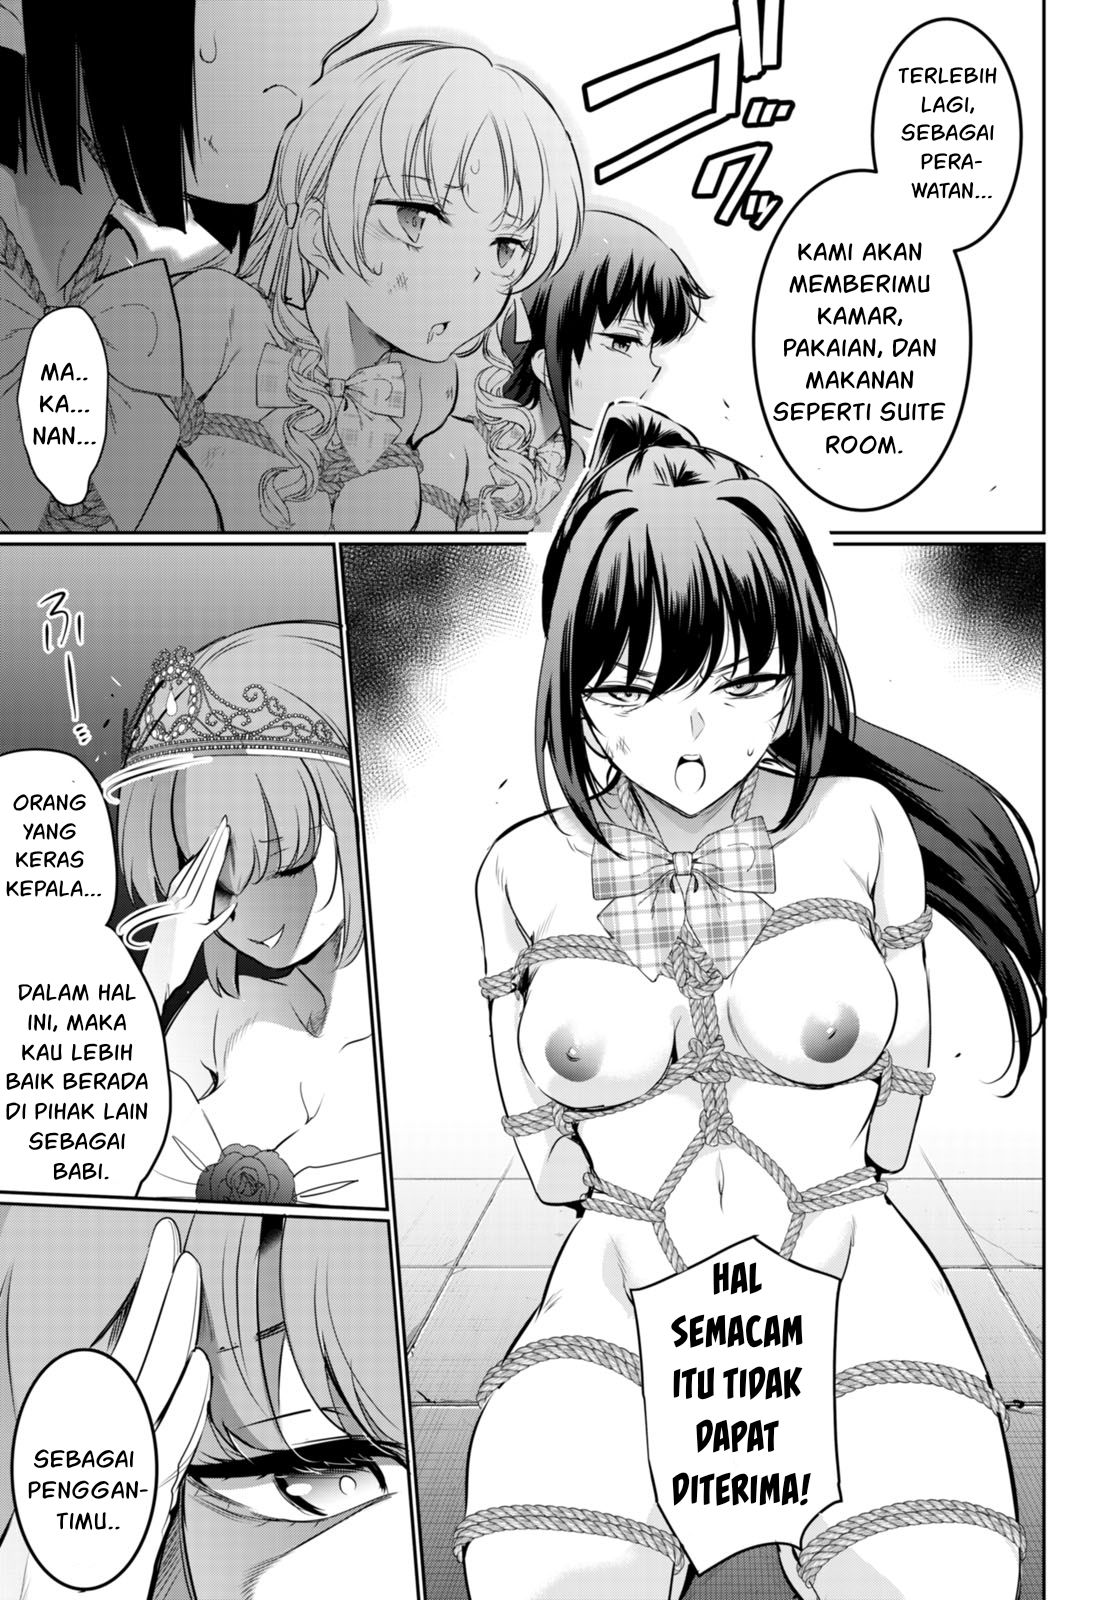 TERLEBIH
LAGI,
SEBAGAI
PERA-
WATAN...
KAMI AKAN
MEMBERIMU
KAMAR,
PAKAIAN, DAN
MAKANAN
SEPERTI SUITE
ROOM.
ゴクッ
MA..
KA...
NAN...
HAL
SEMACAM
ITU TIDAK
DAPAT
DITERIMA!
ふー
ORANG
YANG
KERAS
KEPALA...
DALAM HAL
INI, MAKA
KAU LEBIH
BAIK BERADA
DI PIHAK LAIN
SEBAGAI
BABI.
SEBAGAI
PENGGAN-
TIMU..